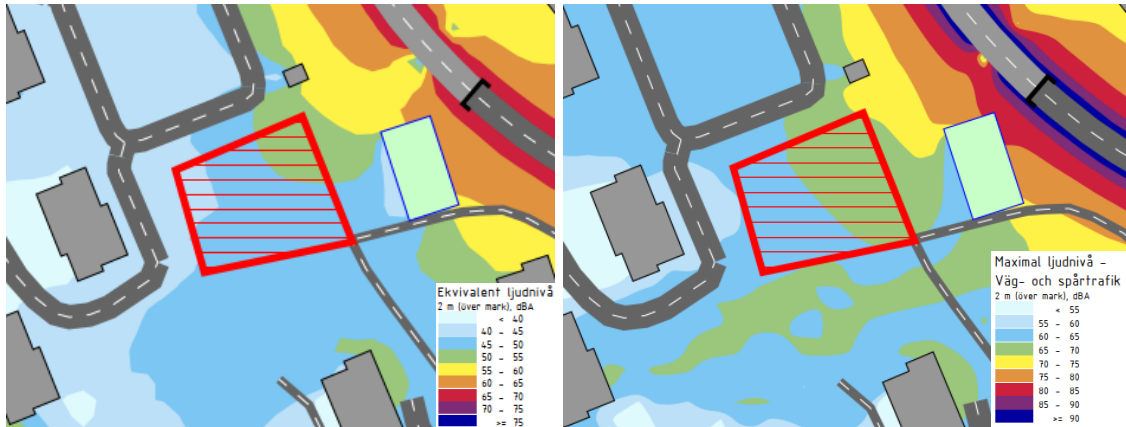 Ekvivalent ljudnivå
2 m (över mark), dBA
< 40
40 - 45
45 - 50
50 - 55
55 - 60
60 - 65
65 - 70
70 - 75
>= 75
Maximal ljudnivå -
Väg- och spårtrafik
2 m (över mark), dBA
< 55
55 - 60
60 - 65
65 - 70
70 - 75
75 - 80
80 - 85
85 - 90
>= 90